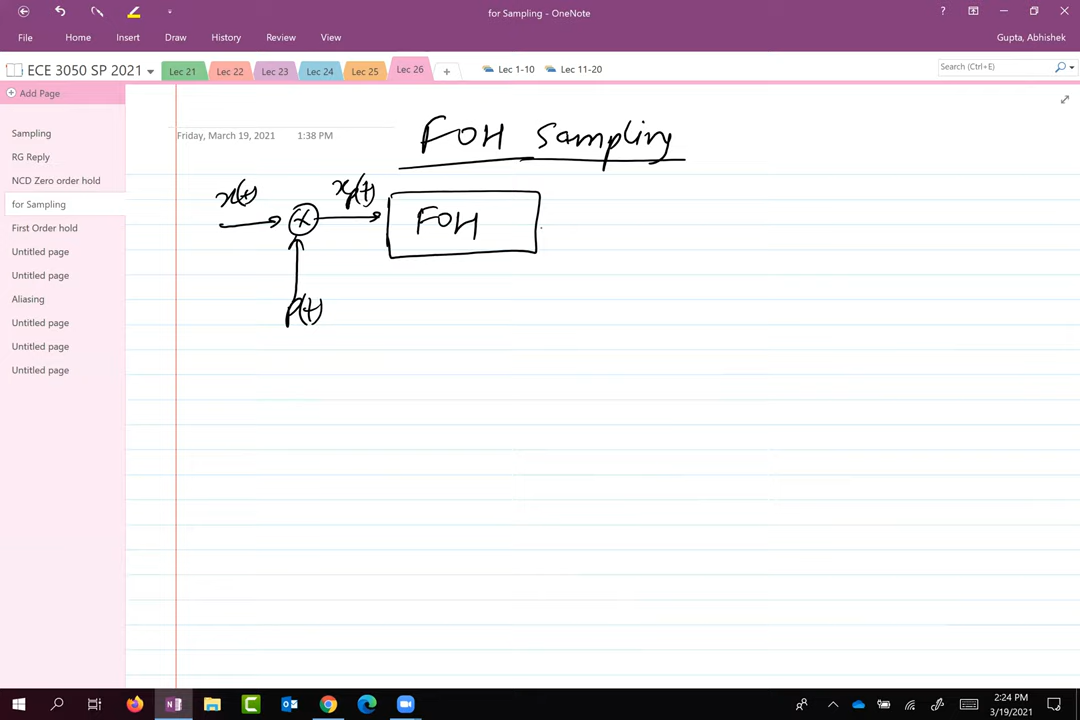 for Sampling - OneNote
?
Gupta, Abhishek
File Home Insert Draw History Review View
ECE 3050 SP 2021
Lec 21 Lec 22 Lec 23 Lec 24 Lec 25 Lec 26 + Lec 1-10 Lec 11-20
Search (Ctrl+E)
Add Page
Sampling
RG Reply
NCD Zero order hold
for Sampling
First Order hold
Untitled page
Untitled page
Aliasing
Untitled page
Untitled page
Untitled page
Friday, March 19, 2021 1:38 PM
FOH Sampling
x(t)
xp(t)
×
FOH
p(t)
2:24 PM
3/19/2021